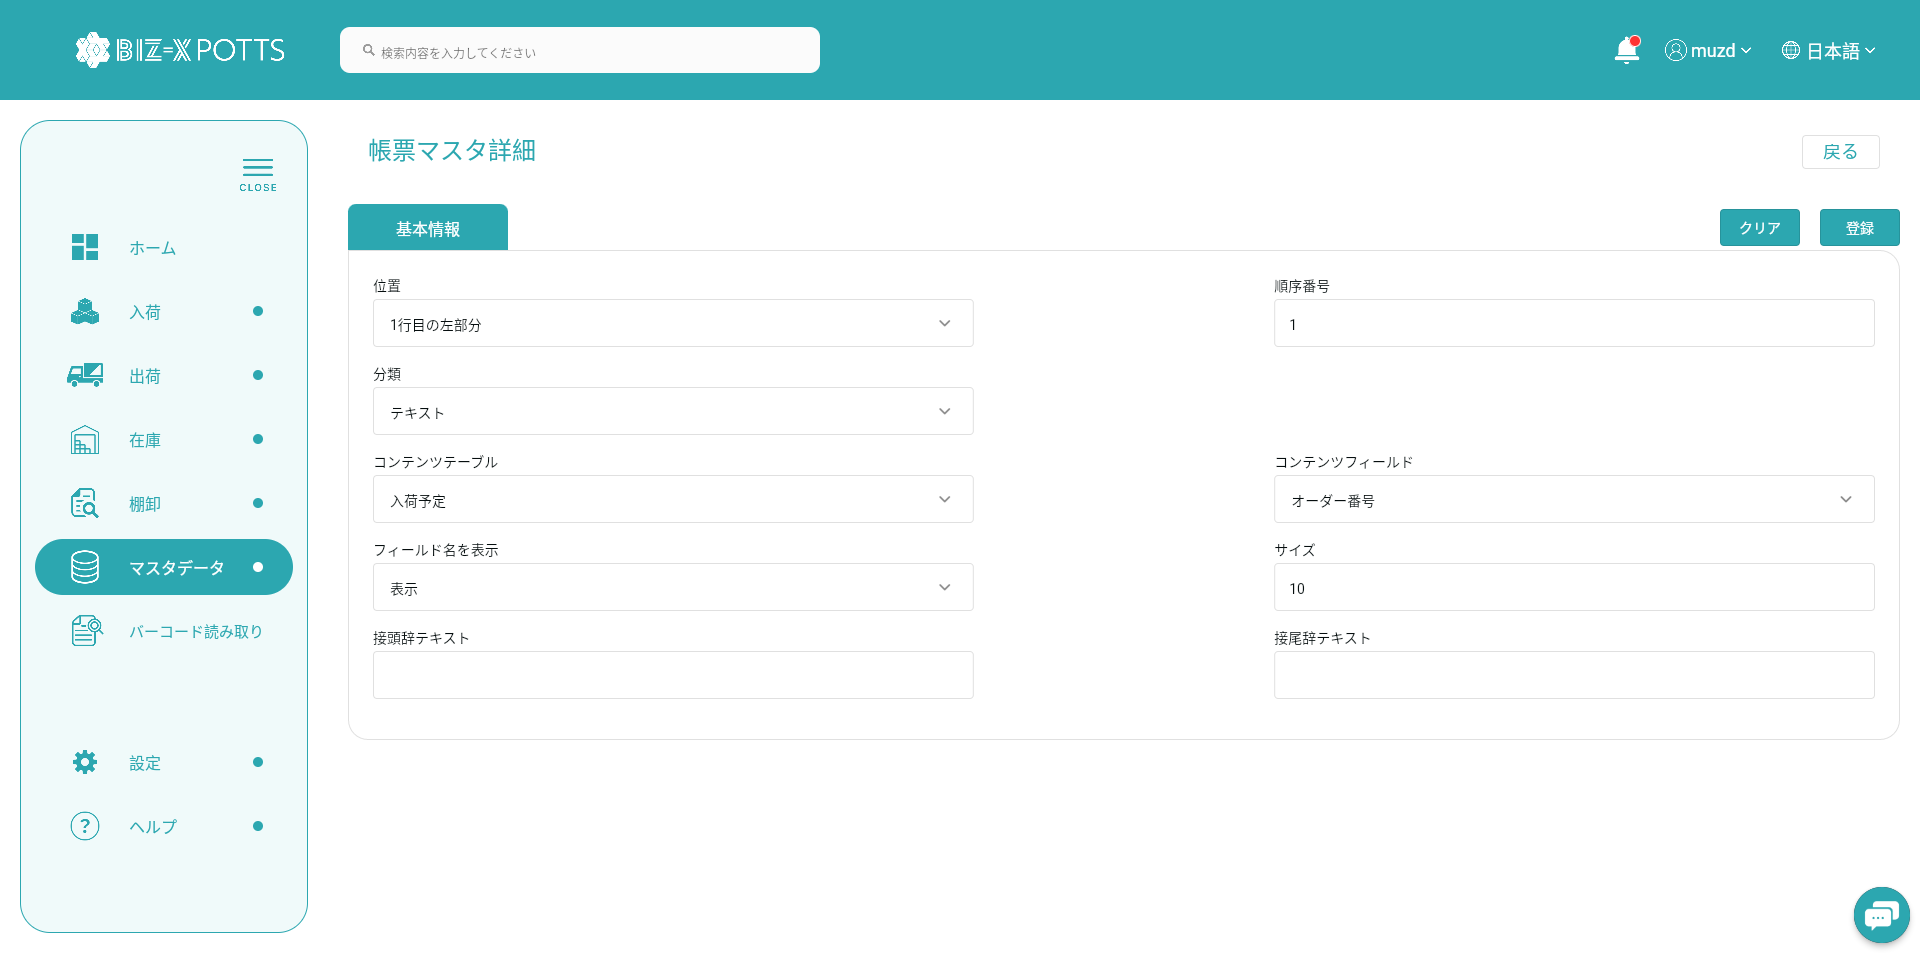 BIZ=X POTTS
検索内容を入力してください
muzd
日本語
CLOSE
ホーム
入荷
出荷
在庫
棚卸
マスタデータ
バーコード読み取り
設定
ヘルプ
帳票マスタ詳細
戻る
基本情報
クリア
登録
位置
順序番号
1行目の左部分
1
分類
テキスト
コンテンツテーブル
コンテンツフィールド
入荷予定
オーダー番号
フィールド名を表示
サイズ
表示
10
接頭辞テキスト
接尾辞テキスト